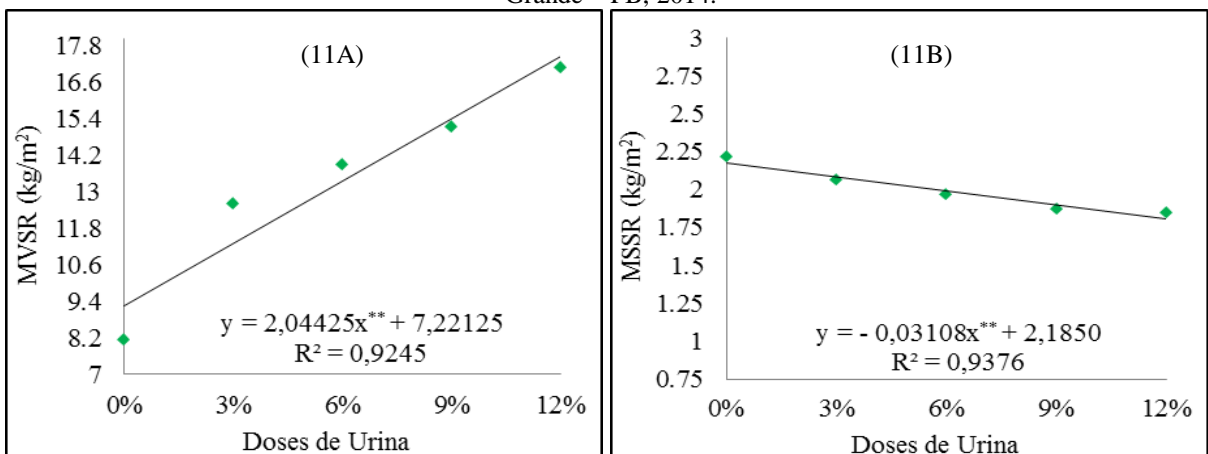 Grande – PB, 2014.
(11A)
MVSR (kg/m²)
17.8
16.6
15.4
14.2
13
11.8
10.6
9.4
8.2
7
y = 2,04425x** + 7,22125
R² = 0,9245
0% 3% 6% 9% 12%
Doses de Urina
(11B)
MSSR (kg/m²)
3
2.75
2.5
2.25
2
1.75
1.5
1.25
1
0.75
y = - 0,03108x** + 2,1850
R² = 0,9376
0% 3% 6% 9% 12%
Doses de Urina